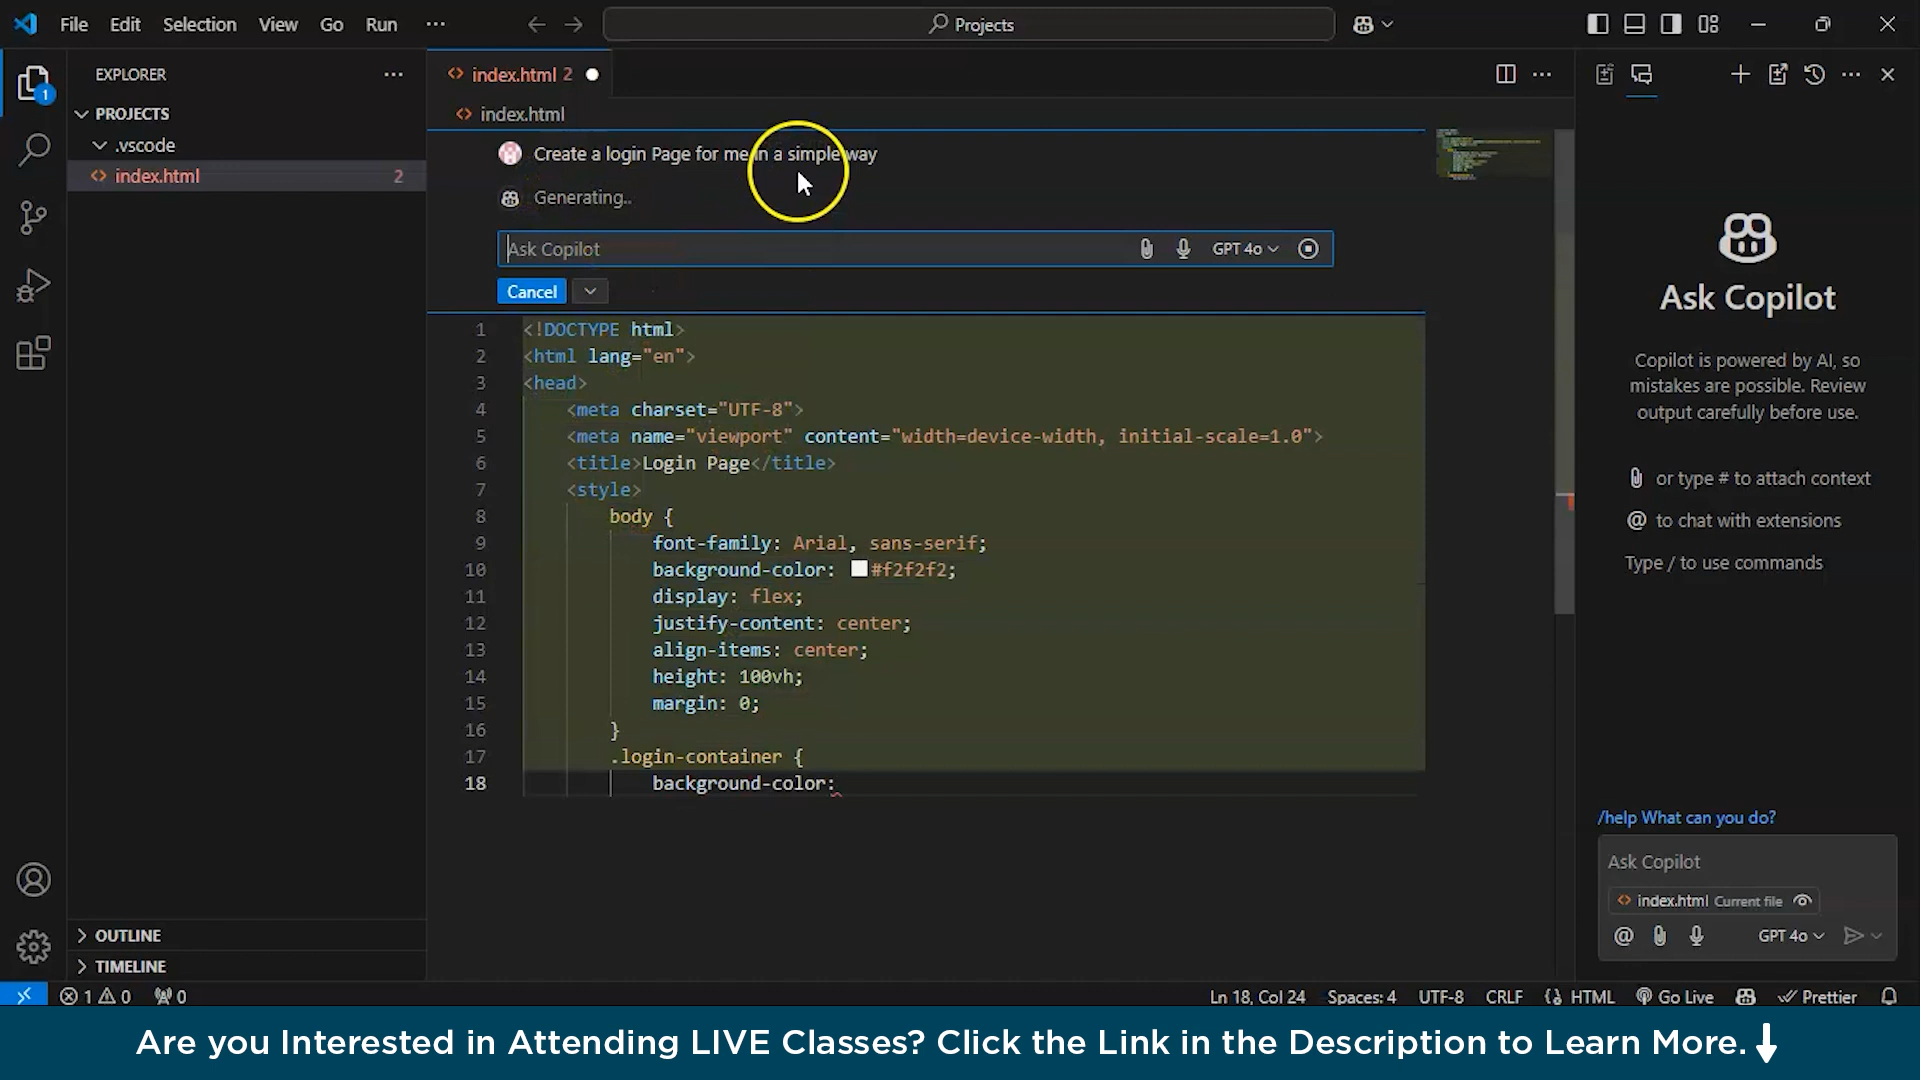 File Edit Selection View Go Run ··· Projects
EXPLORER ···
PROJECTS
.vscode
index.html 2
OUTLINE
TIMELINE
index.html 2
index.html
Create a login Page for me in a simple way
Generating..
Ask Copilot GPT 4o
Cancel
1 <!DOCTYPE html>
2 <html lang="en">
3 <head>
4 <meta charset="UTF-8">
5 <meta name="viewport" content="width=device-width, initial-scale=1.0">
6 <title>Login Page</title>
7 <style>
8 body {
9 font-family: Arial, sans-serif;
10 background-color: #f2f2f2;
11 display: flex;
12 justify-content: center;
13 align-items: center;
14 height: 100vh;
15 margin: 0;
16 }
17 .login-container {
18 background-color:
Ask Copilot
Copilot is powered by AI, so
mistakes are possible. Review
output carefully before use.
or type # to attach context
@ to chat with extensions
Type / to use commands
/help What can you do?
Ask Copilot
index.html Current file
@ GPT 4o
1 0 0 Ln 18, Col 24 Spaces: 4 UTF-8 CRLF {} HTML Go Live Prettier
Are you Interested in Attending LIVE Classes? Click the Link in the Description to Learn More.
1